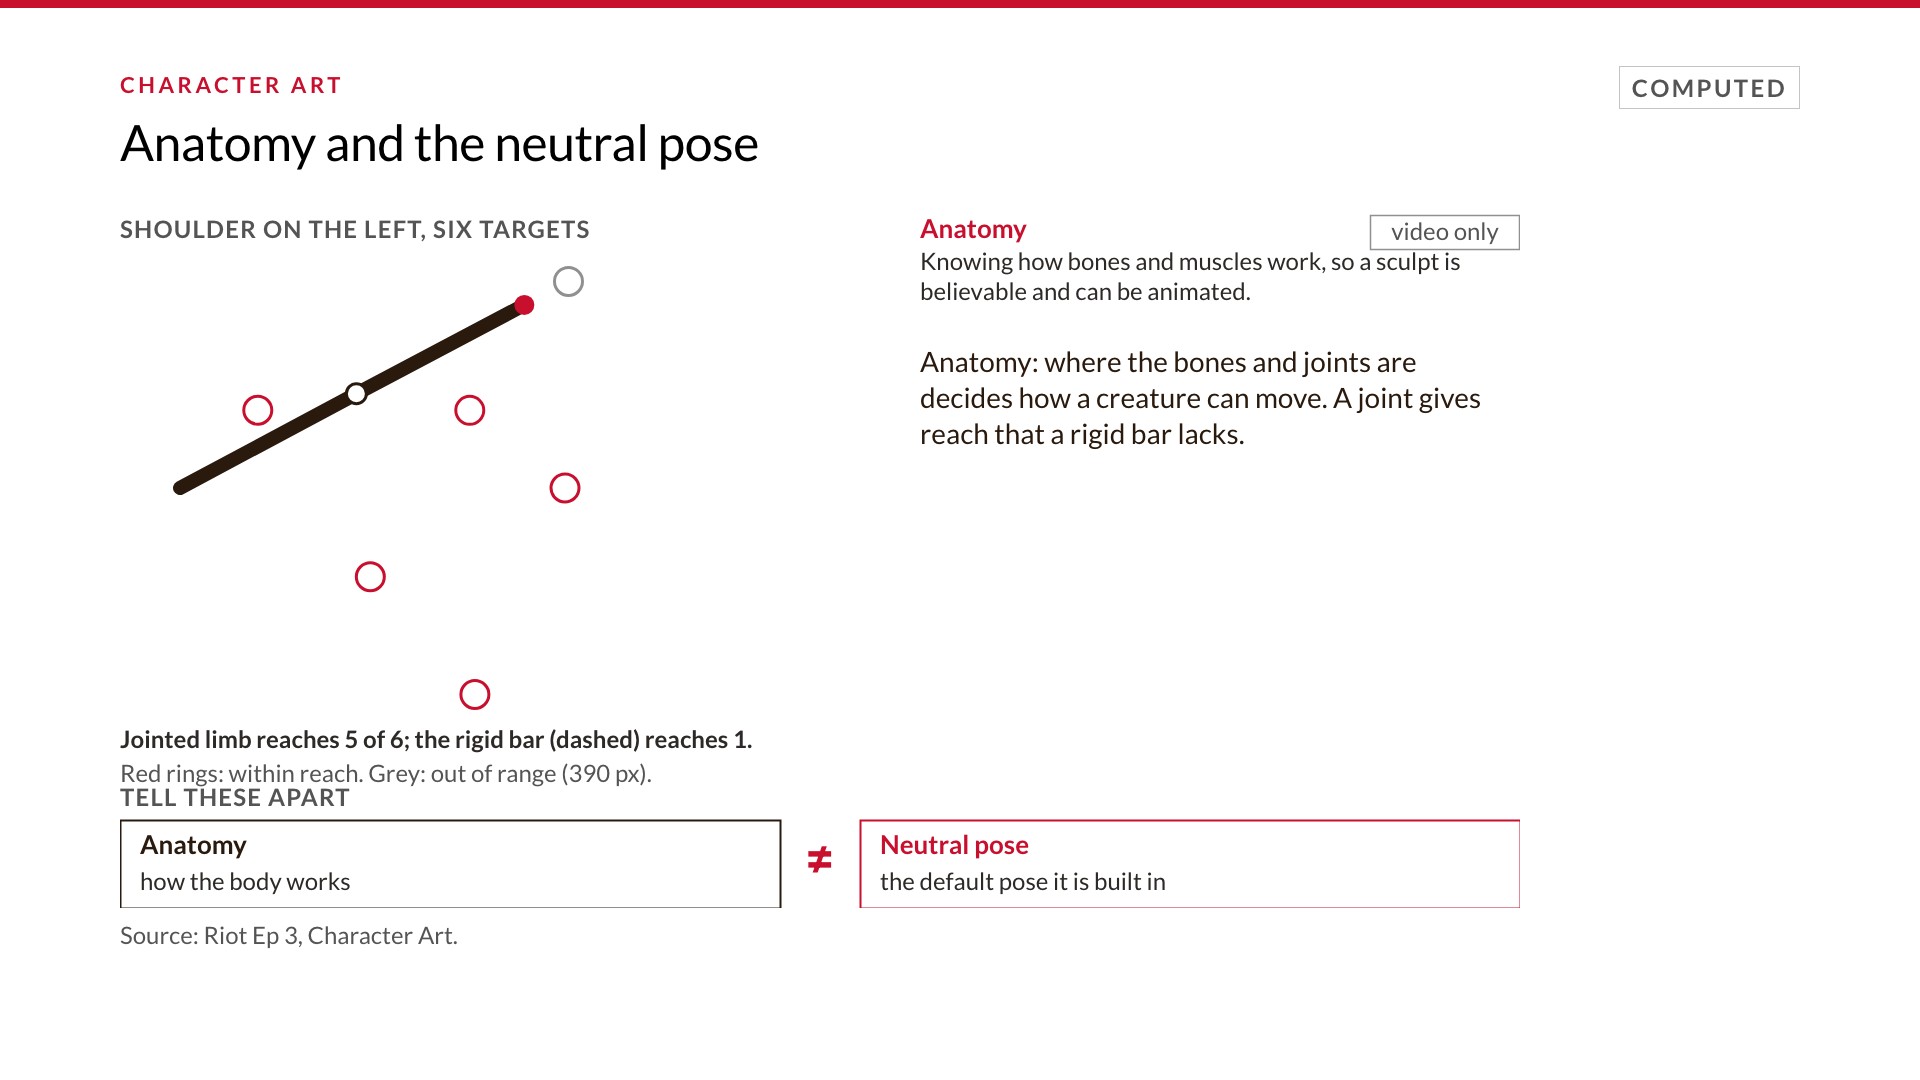 CHARACTER ART
COMPUTED
Anatomy and the neutral pose
SHOULDER ON THE LEFT, SIX TARGETS
Anatomy
video only
Knowing how bones and muscles work, so a sculpt is
believable and can be animated.
Anatomy: where the bones and joints are
decides how a creature can move. A joint gives
reach that a rigid bar lacks.
Jointed limb reaches 5 of 6; the rigid bar (dashed) reaches 1.
Red rings: within reach. Grey: out of range (390 px).
TELL THESE APART
Anatomy
how the body works
≠
Neutral pose
the default pose it is built in
Source: Riot Ep 3, Character Art.